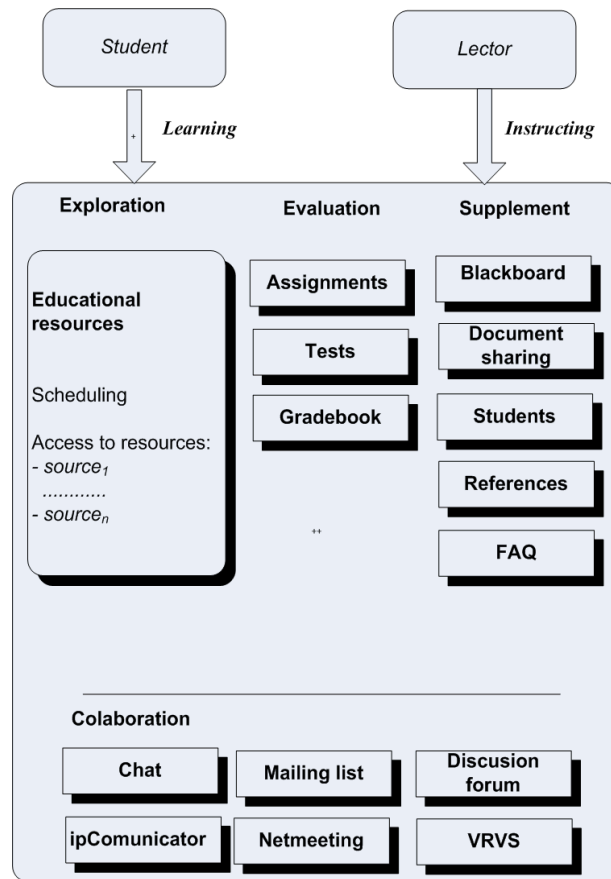 Student
Lector
Learning
Instructing
Exploration
Evaluation
Supplement
Educational
resources
Scheduling
Access to resources:
- source₁
............
- sourceₙ
Assignments
Tests
Gradebook
++
+
Blackboard
Document
sharing
Students
References
FAQ
Colaboration
Chat
Mailing list
Discusion
forum
ipComunicator
Netmeeting
VRVS